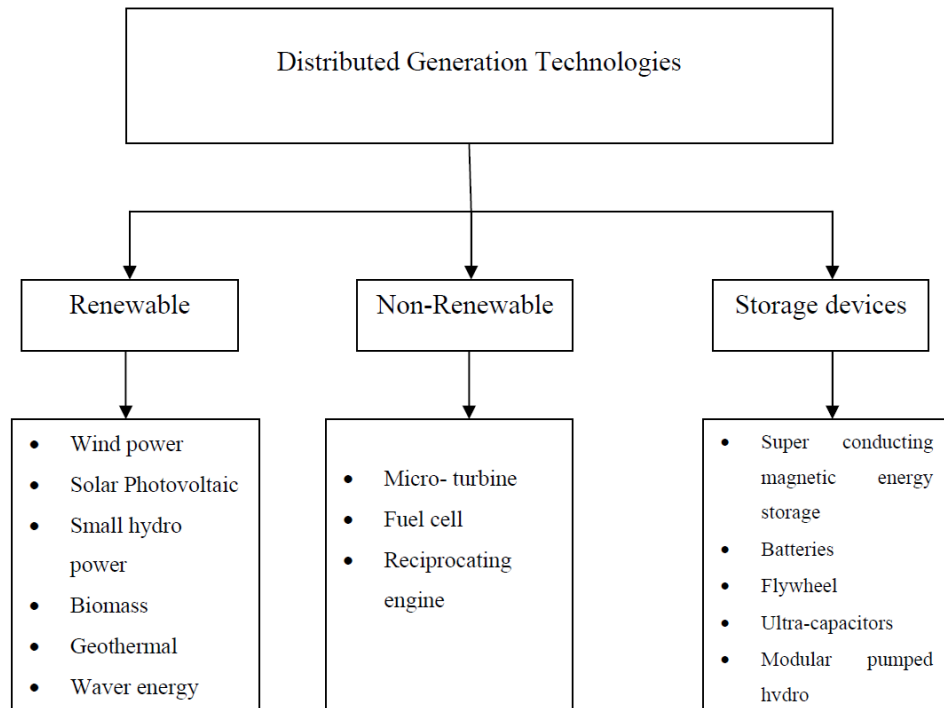 Distributed Generation Technologies
Renewable
Non-Renewable
Storage devices
• Wind power
• Solar Photovoltaic
• Small hydro
power
• Biomass
• Geothermal
• Waver energy
• Micro- turbine
• Fuel cell
• Reciprocating
engine
• Super conducting
magnetic energy
storage
• Batteries
• Flywheel
• Ultra-capacitors
• Modular pumped
hydro